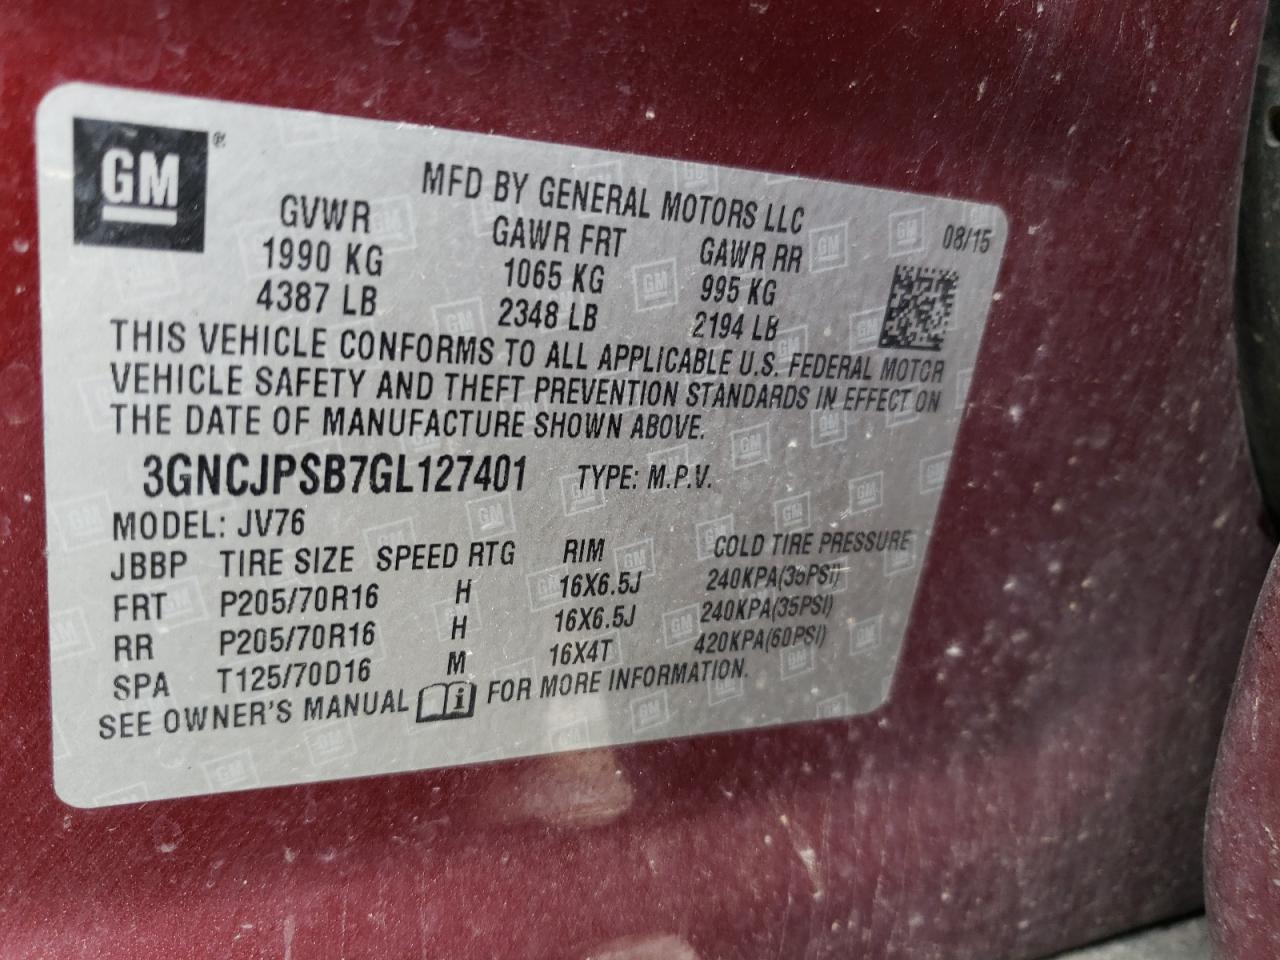 GM ®
MFD BY GENERAL MOTORS LLC
08/15
GVWR GAWR FRT GAWR RR
1990 KG 1065 KG 995 KG
4387 LB 2348 LB 2194 LB
THIS VEHICLE CONFORMS TO ALL APPLICABLE U.S. FEDERAL MOTOR
VEHICLE SAFETY AND THEFT PREVENTION STANDARDS IN EFFECT ON
THE DATE OF MANUFACTURE SHOWN ABOVE.
3GNCJPSB7GL127401 TYPE: M.P.V.
MODEL: JV76
JBBP TIRE SIZE SPEED RTG RIM COLD TIRE PRESSURE
FRT P205/70R16 H 16X6.5J 240KPA(35PSI)
RR P205/70R16 H 16X6.5J 240KPA(35PSI)
SPA T125/70D16 M 16X4T 420KPA(60PSI)
SEE OWNER'S MANUAL i FOR MORE INFORMATION.